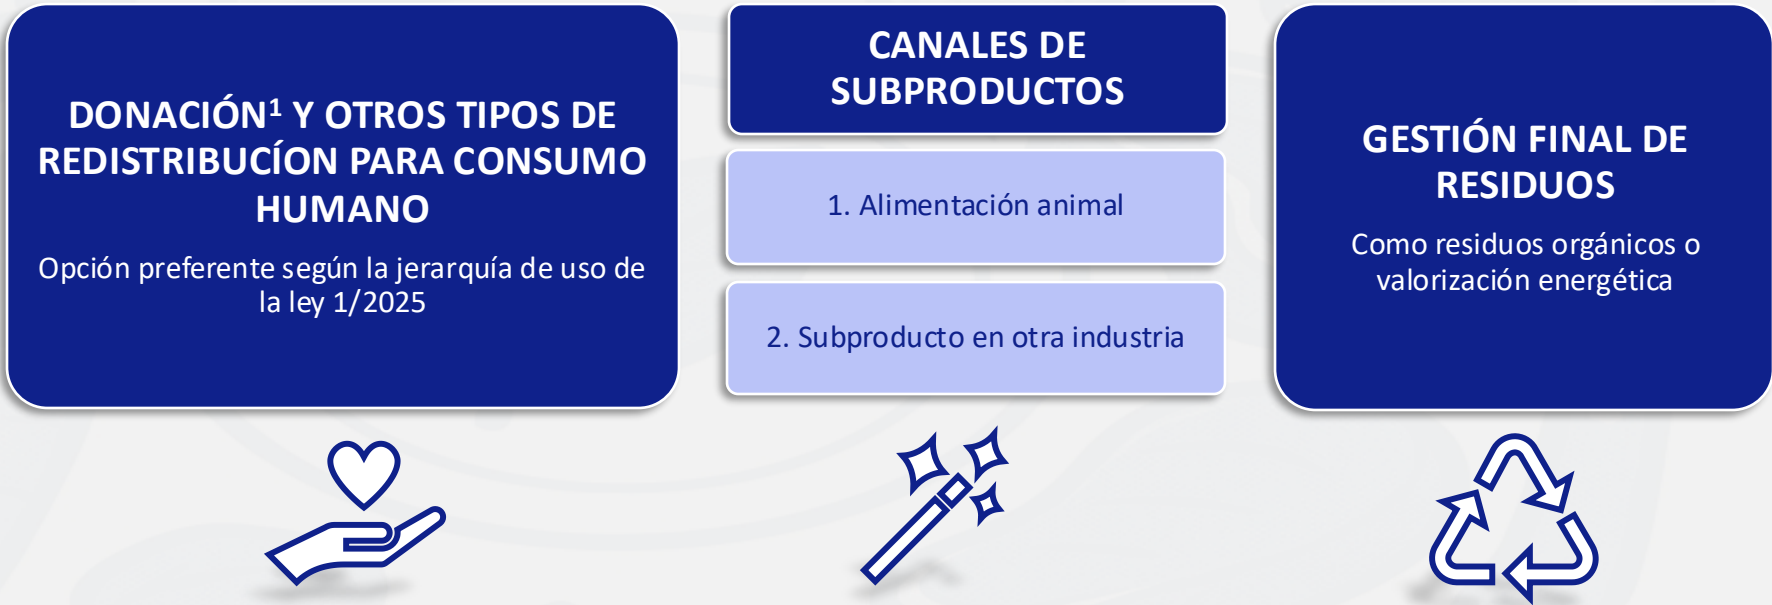 DONACIÓN¹ Y OTROS TIPOS DE
REDISTRIBUCÍON PARA CONSUMO
HUMANO
Opción preferente según la jerarquía de uso de
la ley 1/2025
CANALES DE
SUBPRODUCTOS
1. Alimentación animal
2. Subproducto en otra industria
GESTIÓN FINAL DE
RESIDUOS
Como residuos orgánicos o
valorización energética